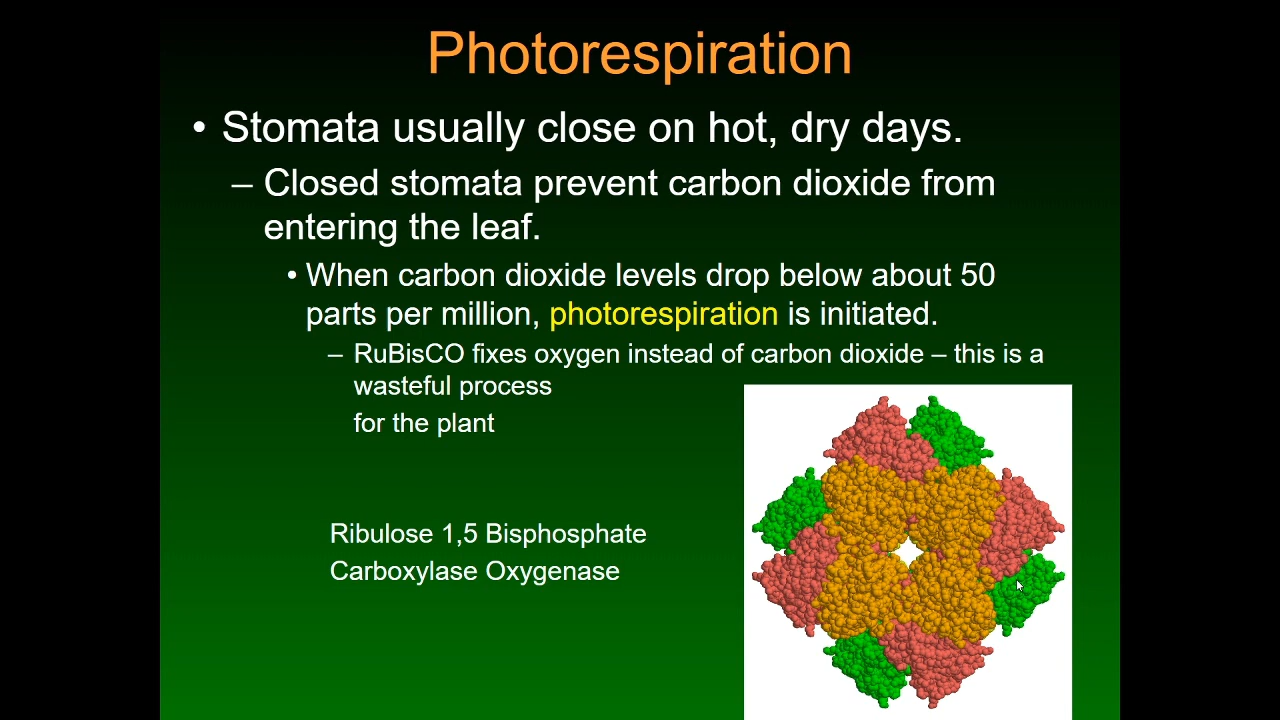 Photorespiration
• Stomata usually close on hot, dry days.
– Closed stomata prevent carbon dioxide from
entering the leaf.
• When carbon dioxide levels drop below about 50
parts per million, photorespiration is initiated.
– RuBisCO fixes oxygen instead of carbon dioxide – this is a
wasteful process
for the plant
Ribulose 1,5 Bisphosphate
Carboxylase Oxygenase